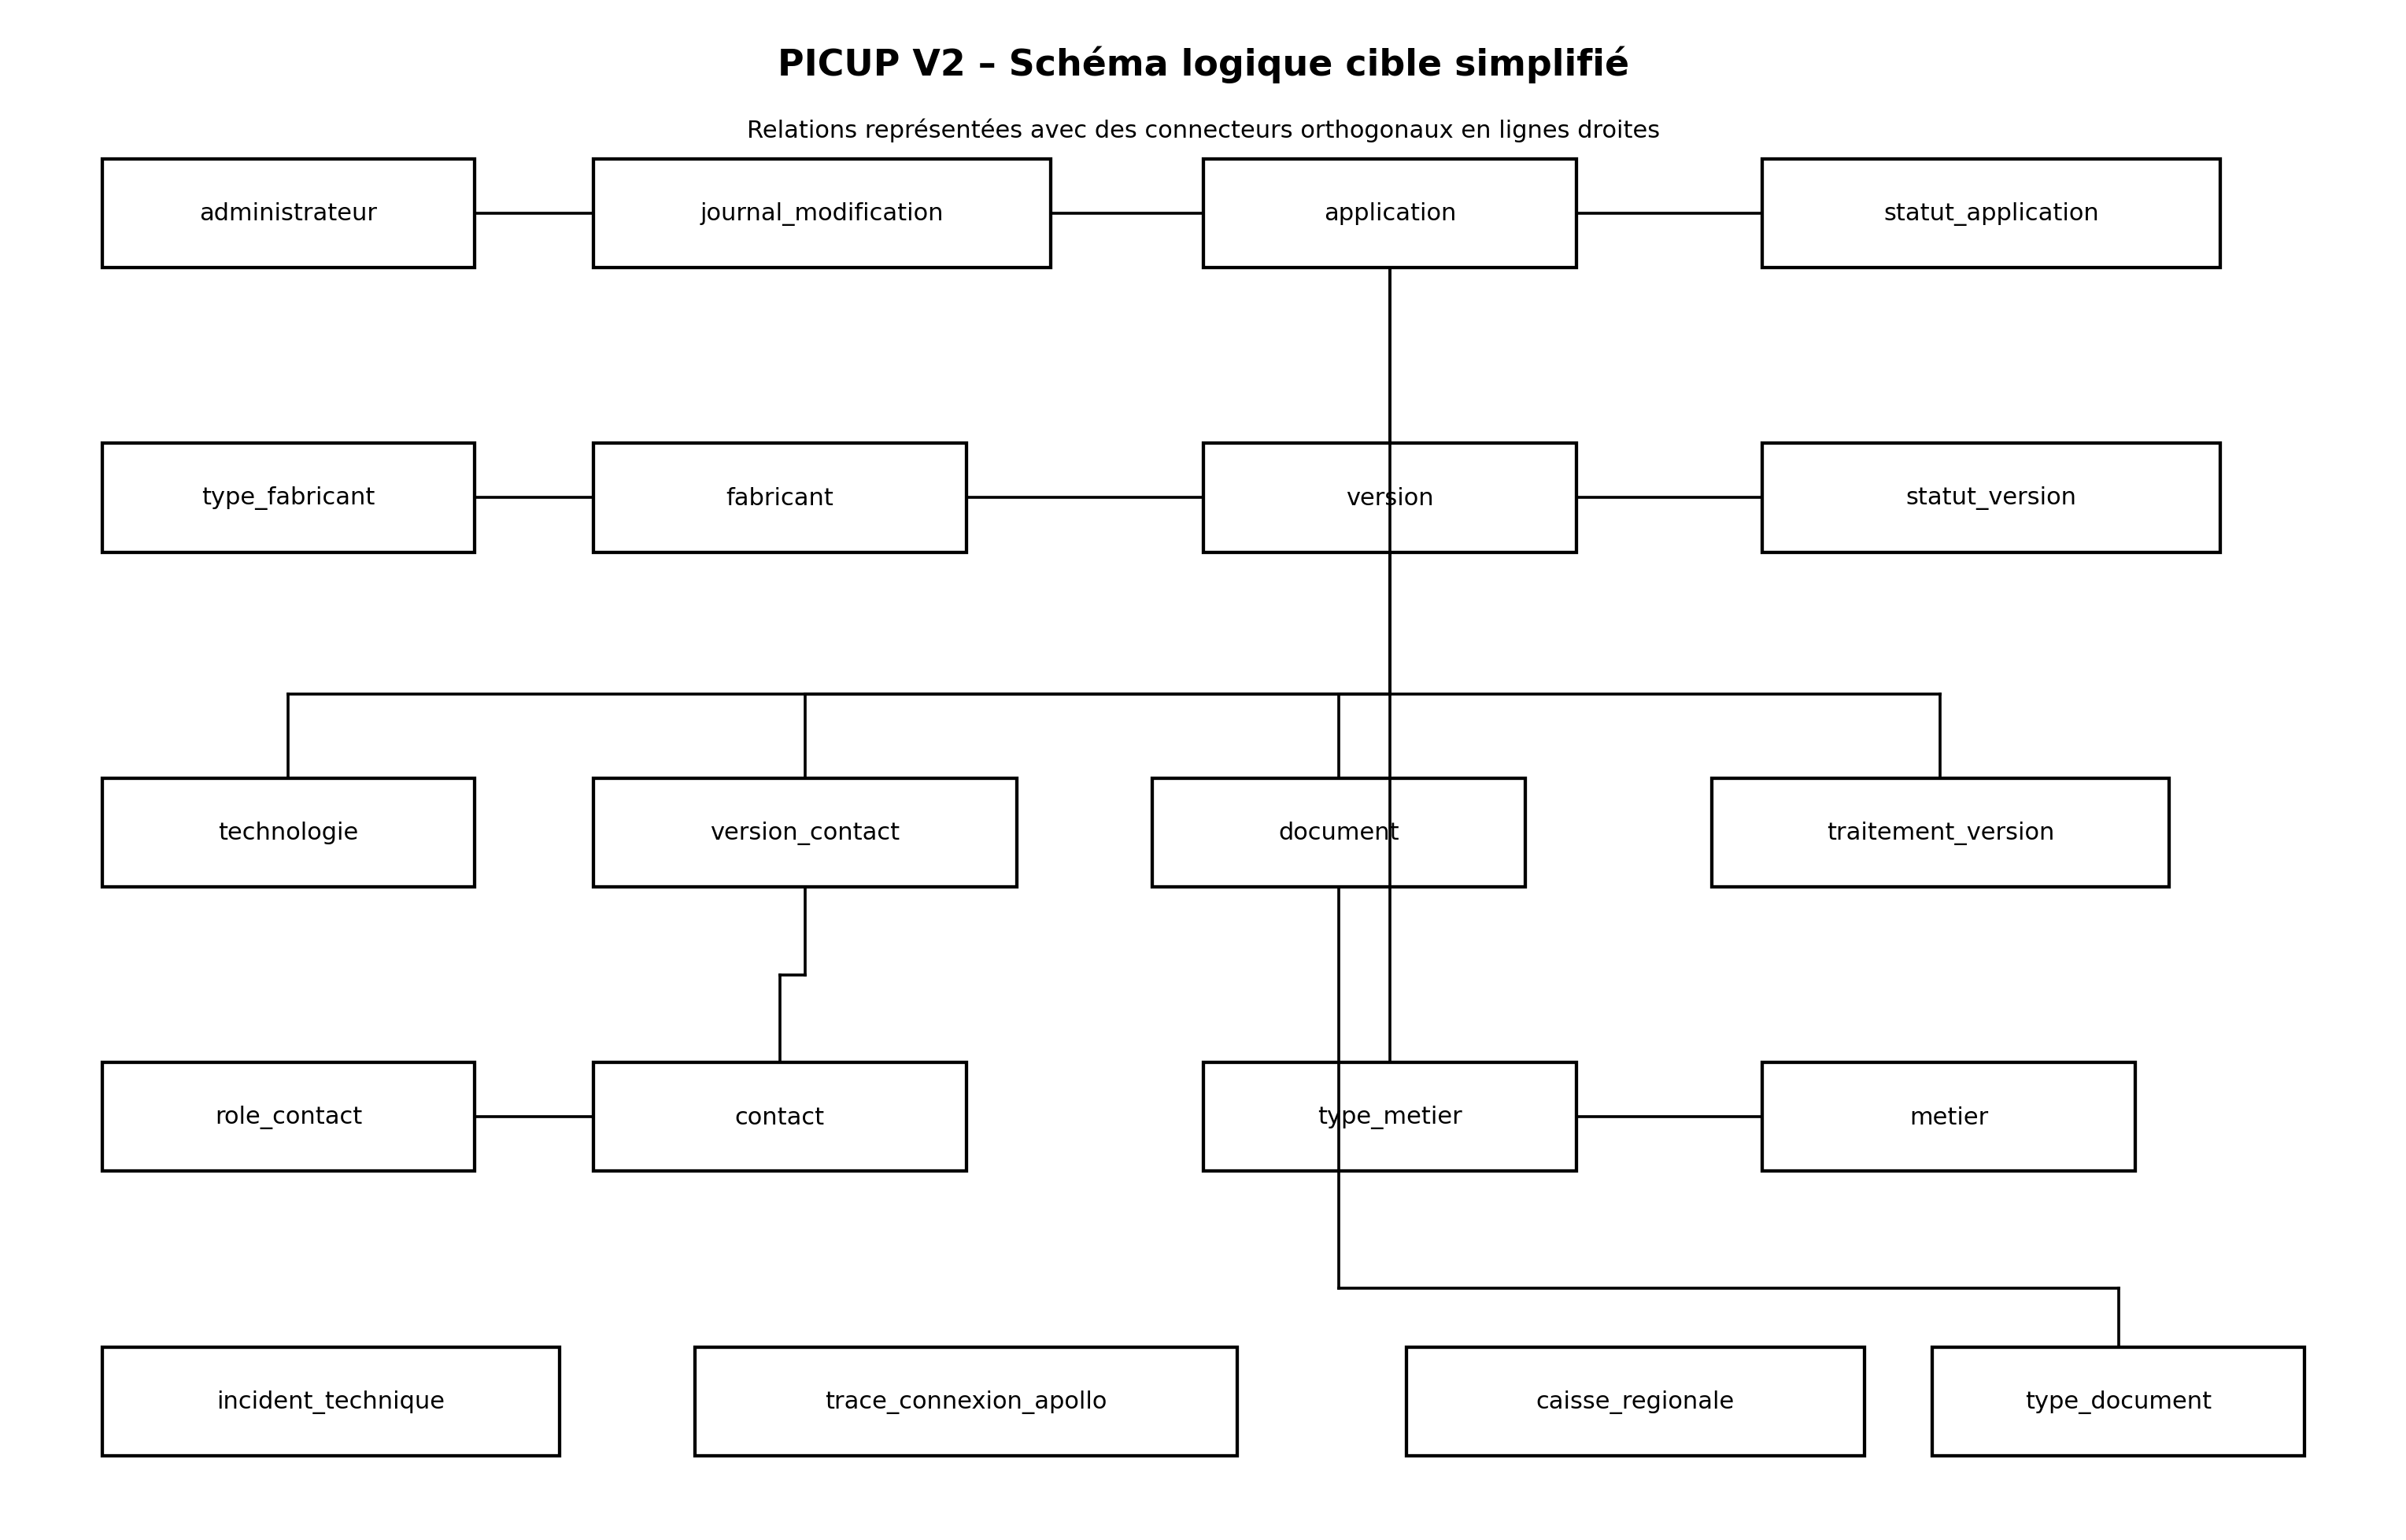 PICUP V2 – Schéma logique cible simplifié
Relations représentées avec des connecteurs orthogonaux en lignes droites
administrateur
journal_modification
application
statut_application
type_fabricant
fabricant
version
statut_version
technologie
version_contact
document
traitement_version
role_contact
contact
type_metier
metier
incident_technique
trace_connexion_apollo
caisse_regionale
type_document